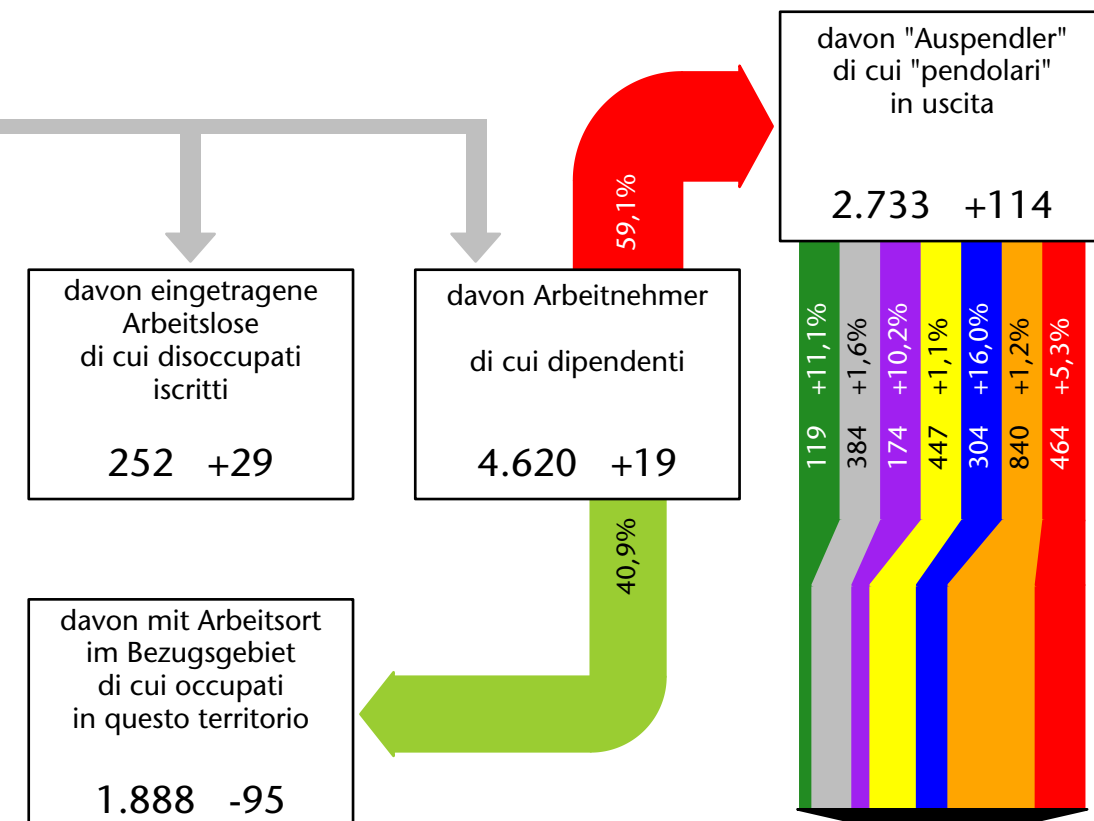 davon "Auspendler"
di cui "pendolari"
in uscita
2.733 +114
59,1%
davon eingetragene
Arbeitslose
di cui disoccupati
iscritti
252 +29
davon Arbeitnehmer
di cui dipendenti
4.620 +19
119 +11,1%
384 +1,6%
174 +10,2%
447 +1,1%
304 +16,0%
840 +1,2%
464 +5,3%
40,9%
davon mit Arbeitsort
im Bezugsgebiet
di cui occupati
in questo territorio
1.888 -95